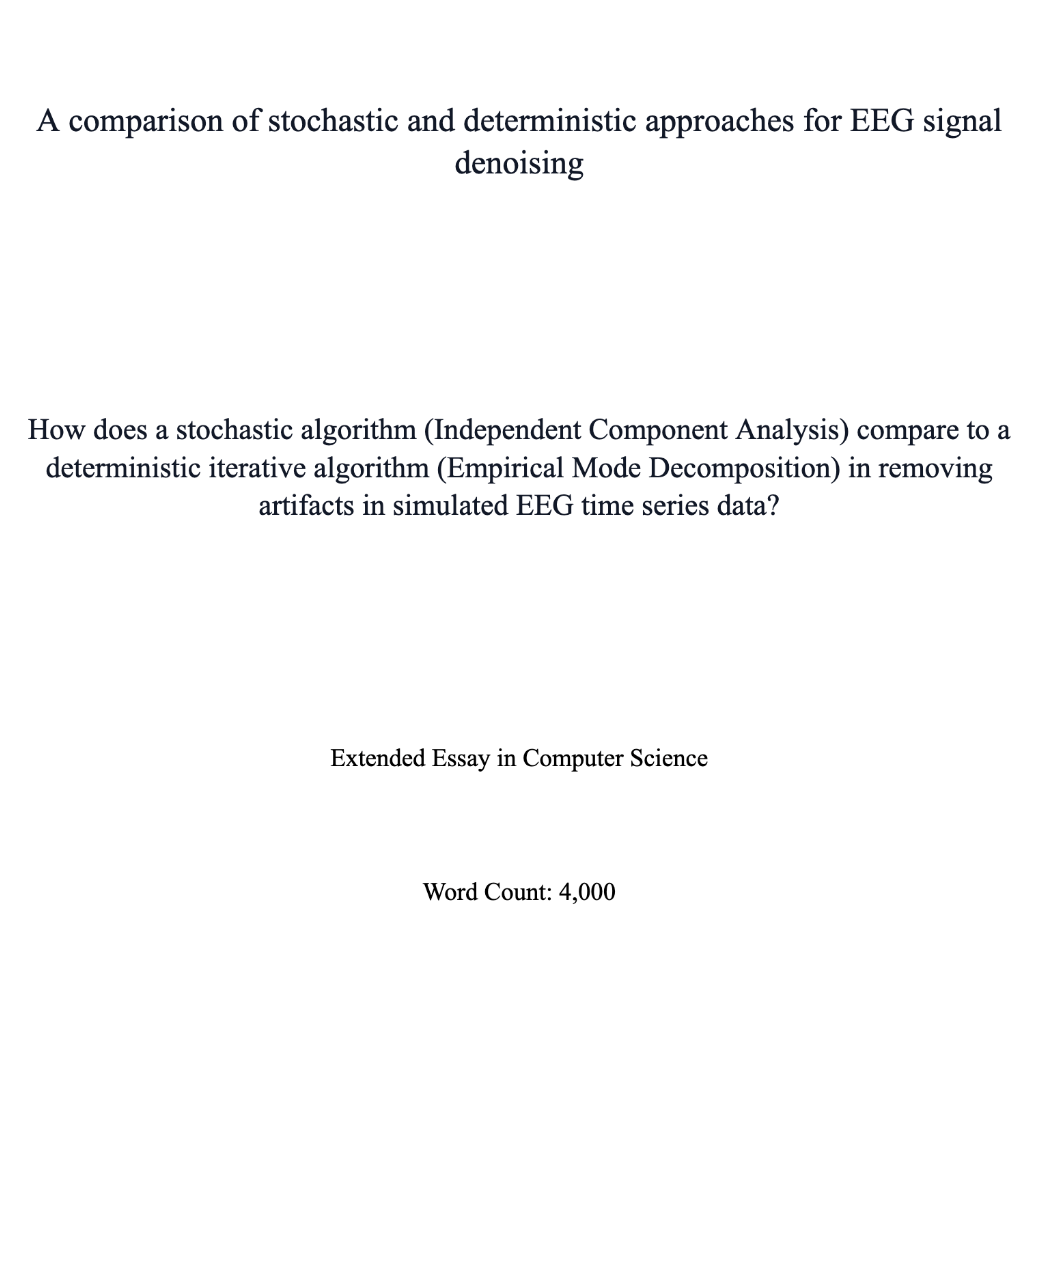 A comparison of stochastic and deterministic approaches for EEG signal
denoising
How does a stochastic algorithm (Independent Component Analysis) compare to a
deterministic iterative algorithm (Empirical Mode Decomposition) in removing
artifacts in simulated EEG time series data?
Extended Essay in Computer Science
Word Count: 4,000